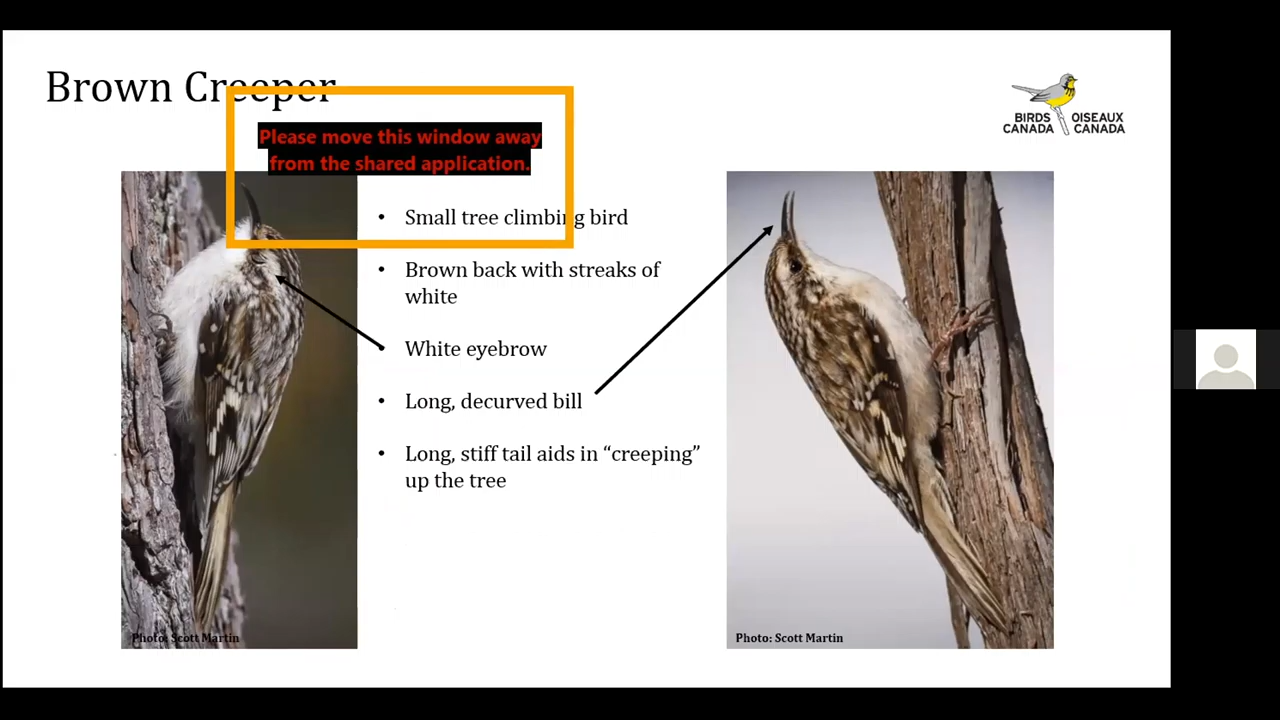 Brown Creeper
BIRDS OISEAUX
CANADA CANADA
Please move this window away
from the shared application.
• Small tree climbing bird
• Brown back with streaks of
white
• White eyebrow
• Long, decurved bill
• Long, stiff tail aids in “creeping”
up the tree
Photo: Scott Martin
Photo: Scott Martin